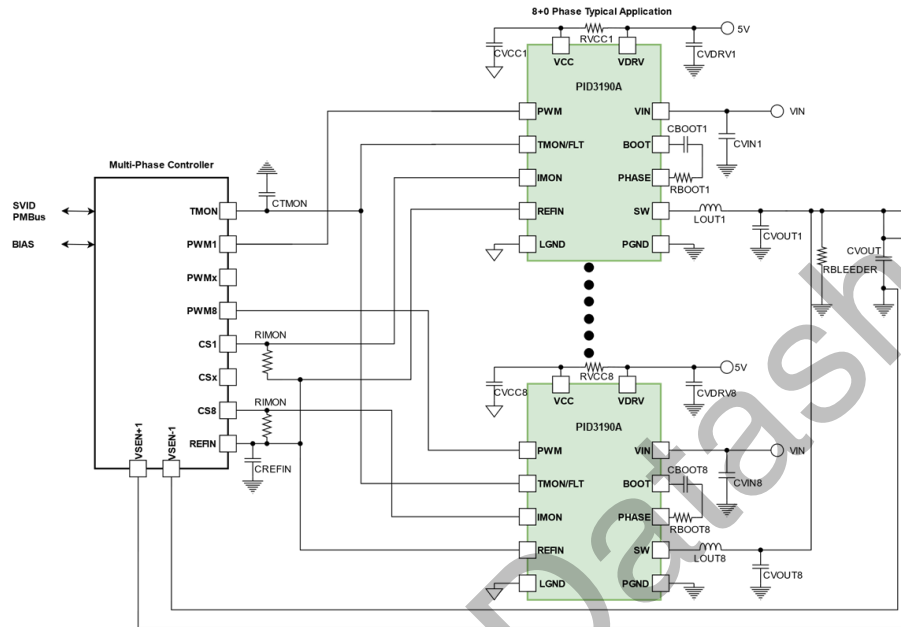 8+0 Phase Typical Application
5V
RVCC1
CVCC1
CVDRV1
VCC
VDRV
PID3190A
PWM
VIN
VIN
TMON/FLT
BOOT
CBOOT1
CVIN1
IMON
PHASE
RBOOT1
REFIN
SW
LOUT1
CVOUT1
LGND
PGND
RBLEEDER
CVOUT
Multi-Phase Controller
SVID
PMBus
BIAS
TMON
CTMON
PWM1
PWMx
PWM8
CS1
RIMON
CSx
CS8
RIMON
REFIN
CREFIN
VSEN+1
VSEN-1
5V
RVCC8
CVCC8
CVDRV8
VCC
VDRV
PID3190A
PWM
VIN
VIN
TMON/FLT
BOOT
CBOOT8
CVIN8
IMON
PHASE
RBOOT8
REFIN
SW
LOUT8
CVOUT8
LGND
PGND
Datash